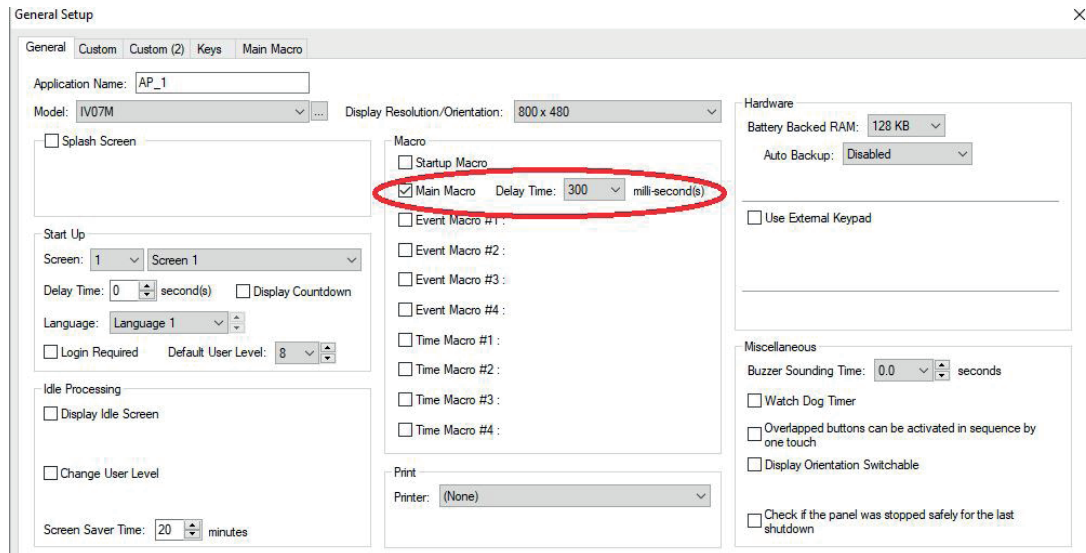 General Setup
General Custom Custom (2) Keys Main Macro
Application Name: AP_1
Model: IV07M ... Display Resolution/Orientation: 800 x 480
Splash Screen
Start Up
Screen: 1 Screen 1
Delay Time: 0 second(s) Display Countdown
Language: Language 1
Login Required Default User Level: 8
Idle Processing
Display Idle Screen
Change User Level
Screen Saver Time: 20 minutes
Macro
Startup Macro
Main Macro Delay Time: 300 milli-second(s)
Event Macro #1 :
Event Macro #2 :
Event Macro #3 :
Event Macro #4 :
Time Macro #1 :
Time Macro #2 :
Time Macro #3 :
Time Macro #4 :
Print
Printer: (None)
Hardware
Battery Backed RAM: 128 KB
Auto Backup: Disabled
Use External Keypad
Miscellaneous
Buzzer Sounding Time: 0.0 seconds
Watch Dog Timer
Overlapped buttons can be activated in sequence by
one touch
Display Orientation Switchable
Check if the panel was stopped safely for the last
shutdown